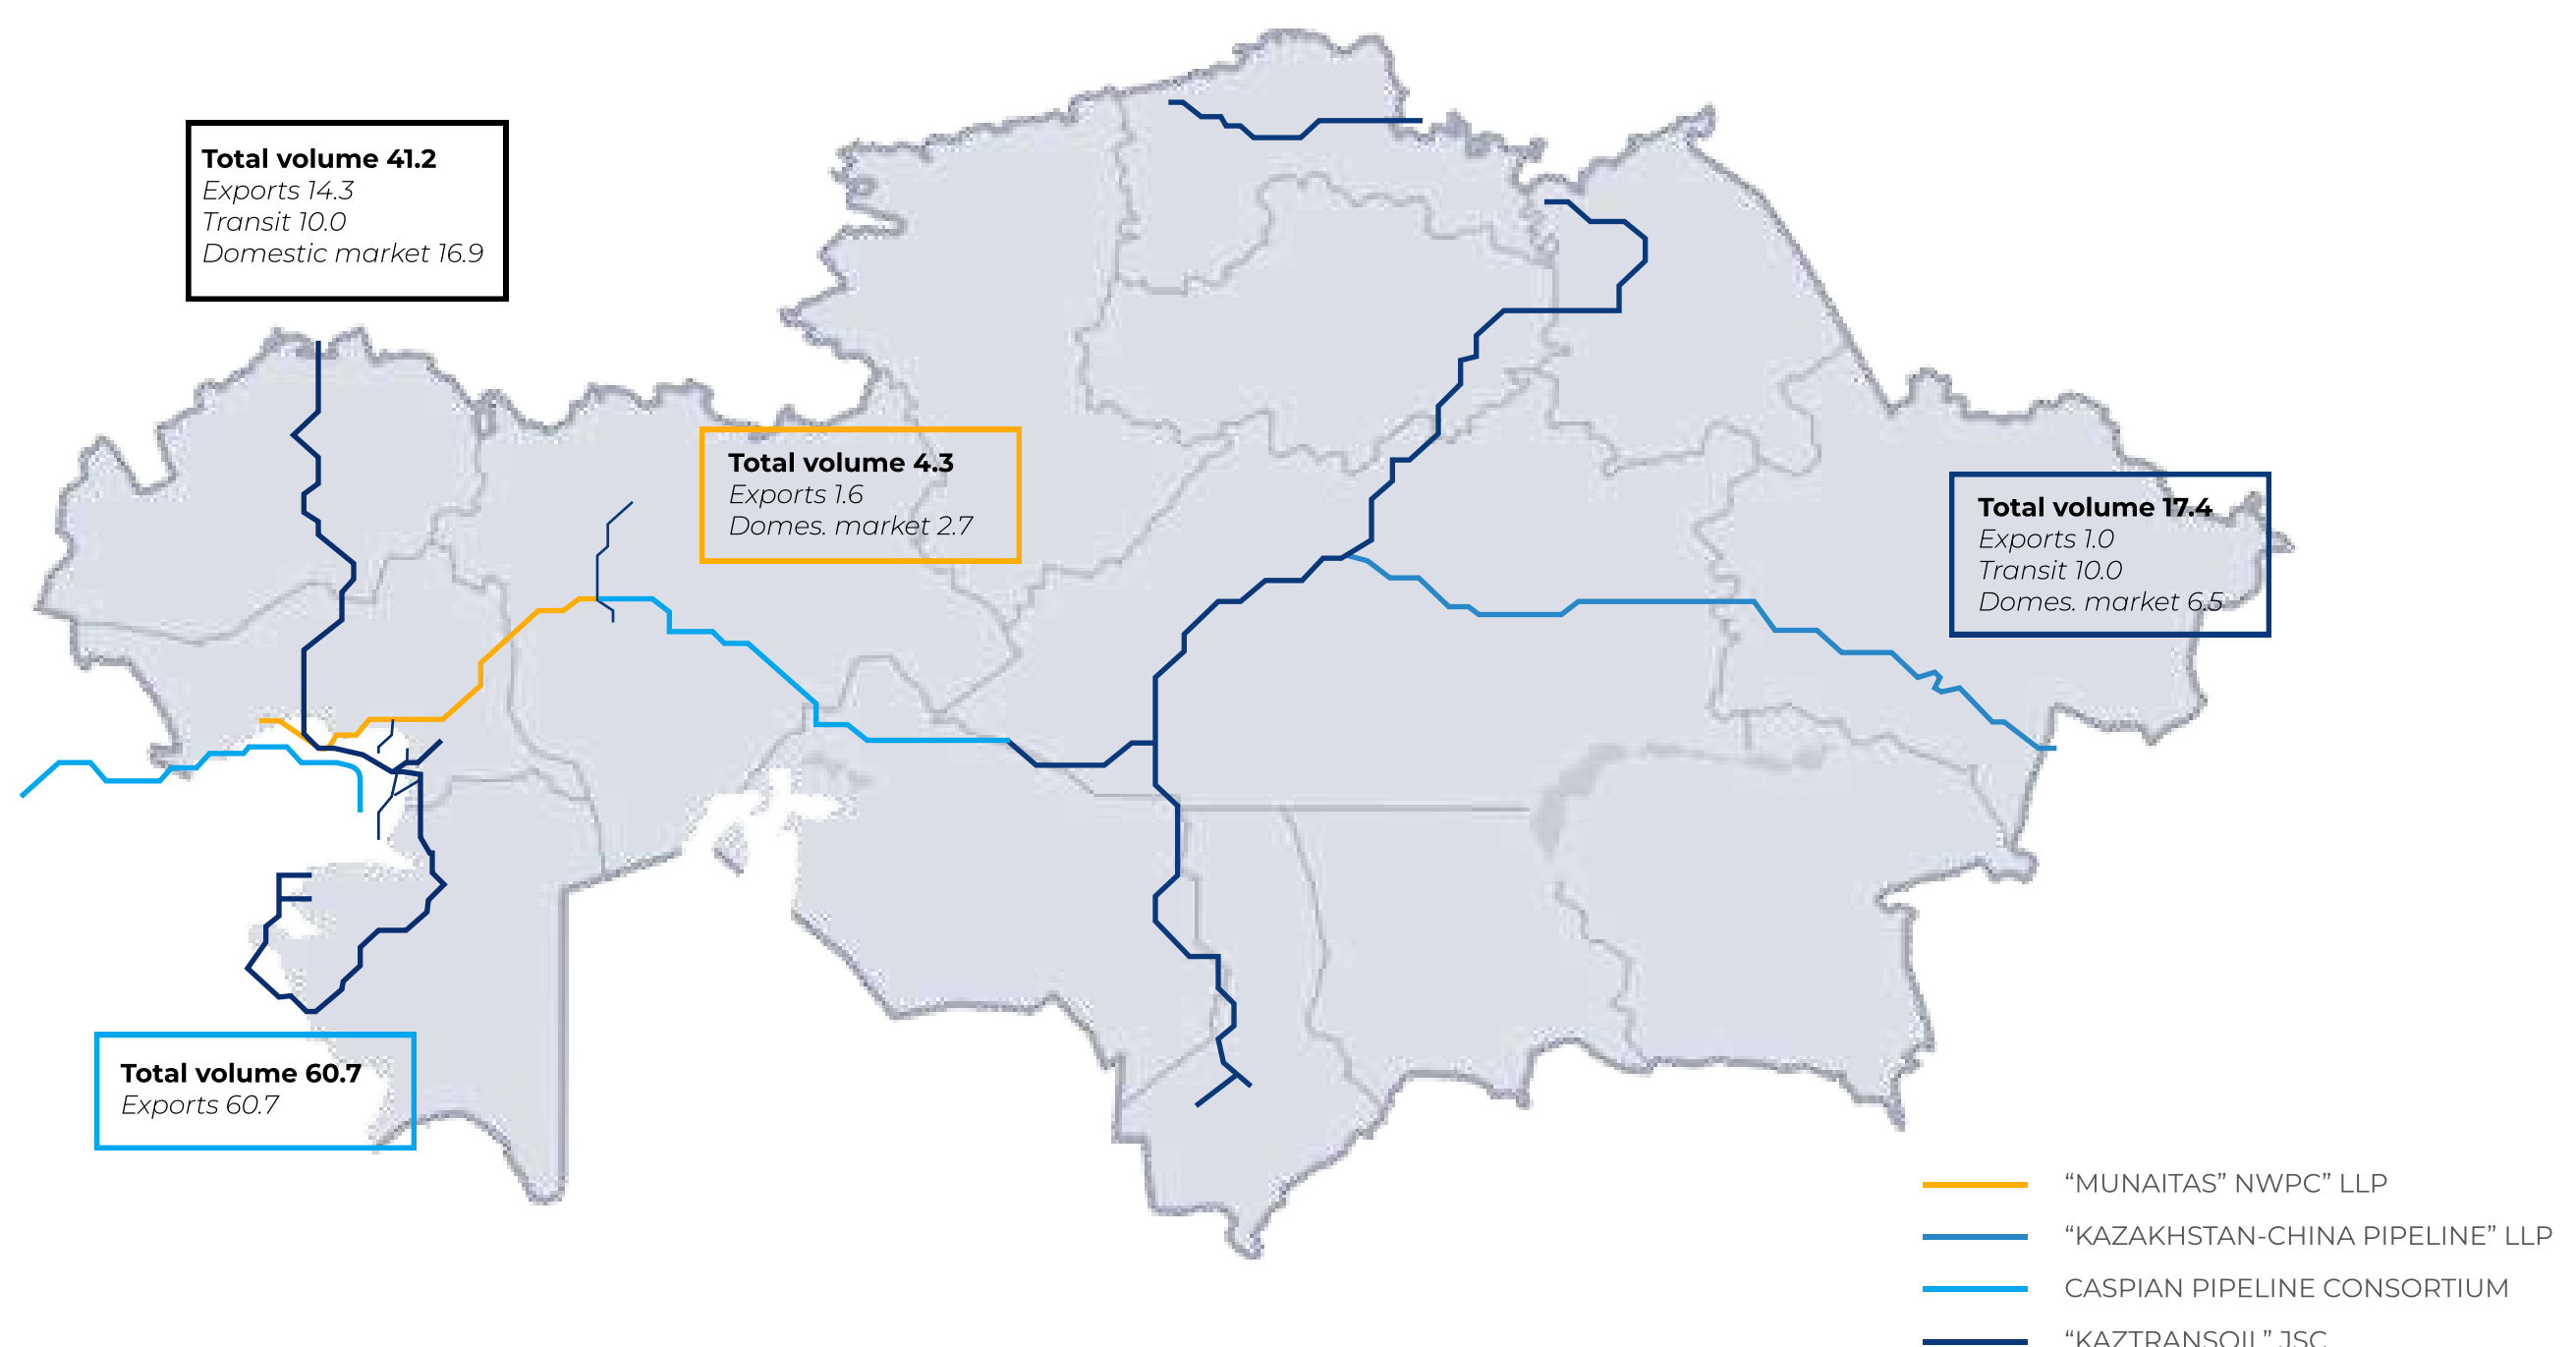 Total volume 41.2
Exports 14.3
Transit 10.0
Domestic market 16.9
Total volume 4.3
Exports 1.6
Domes. market 2.7
Total volume 17.4
Exports 1.0
Transit 10.0
Domes. market 6.5
Total volume 60.7
Exports 60.7
“MUNAITAS” NWPC” LLP
“KAZAKHSTAN-CHINA PIPELINE” LLP
CASPIAN PIPELINE CONSORTIUM
“KAZTRANSOIL” JSC